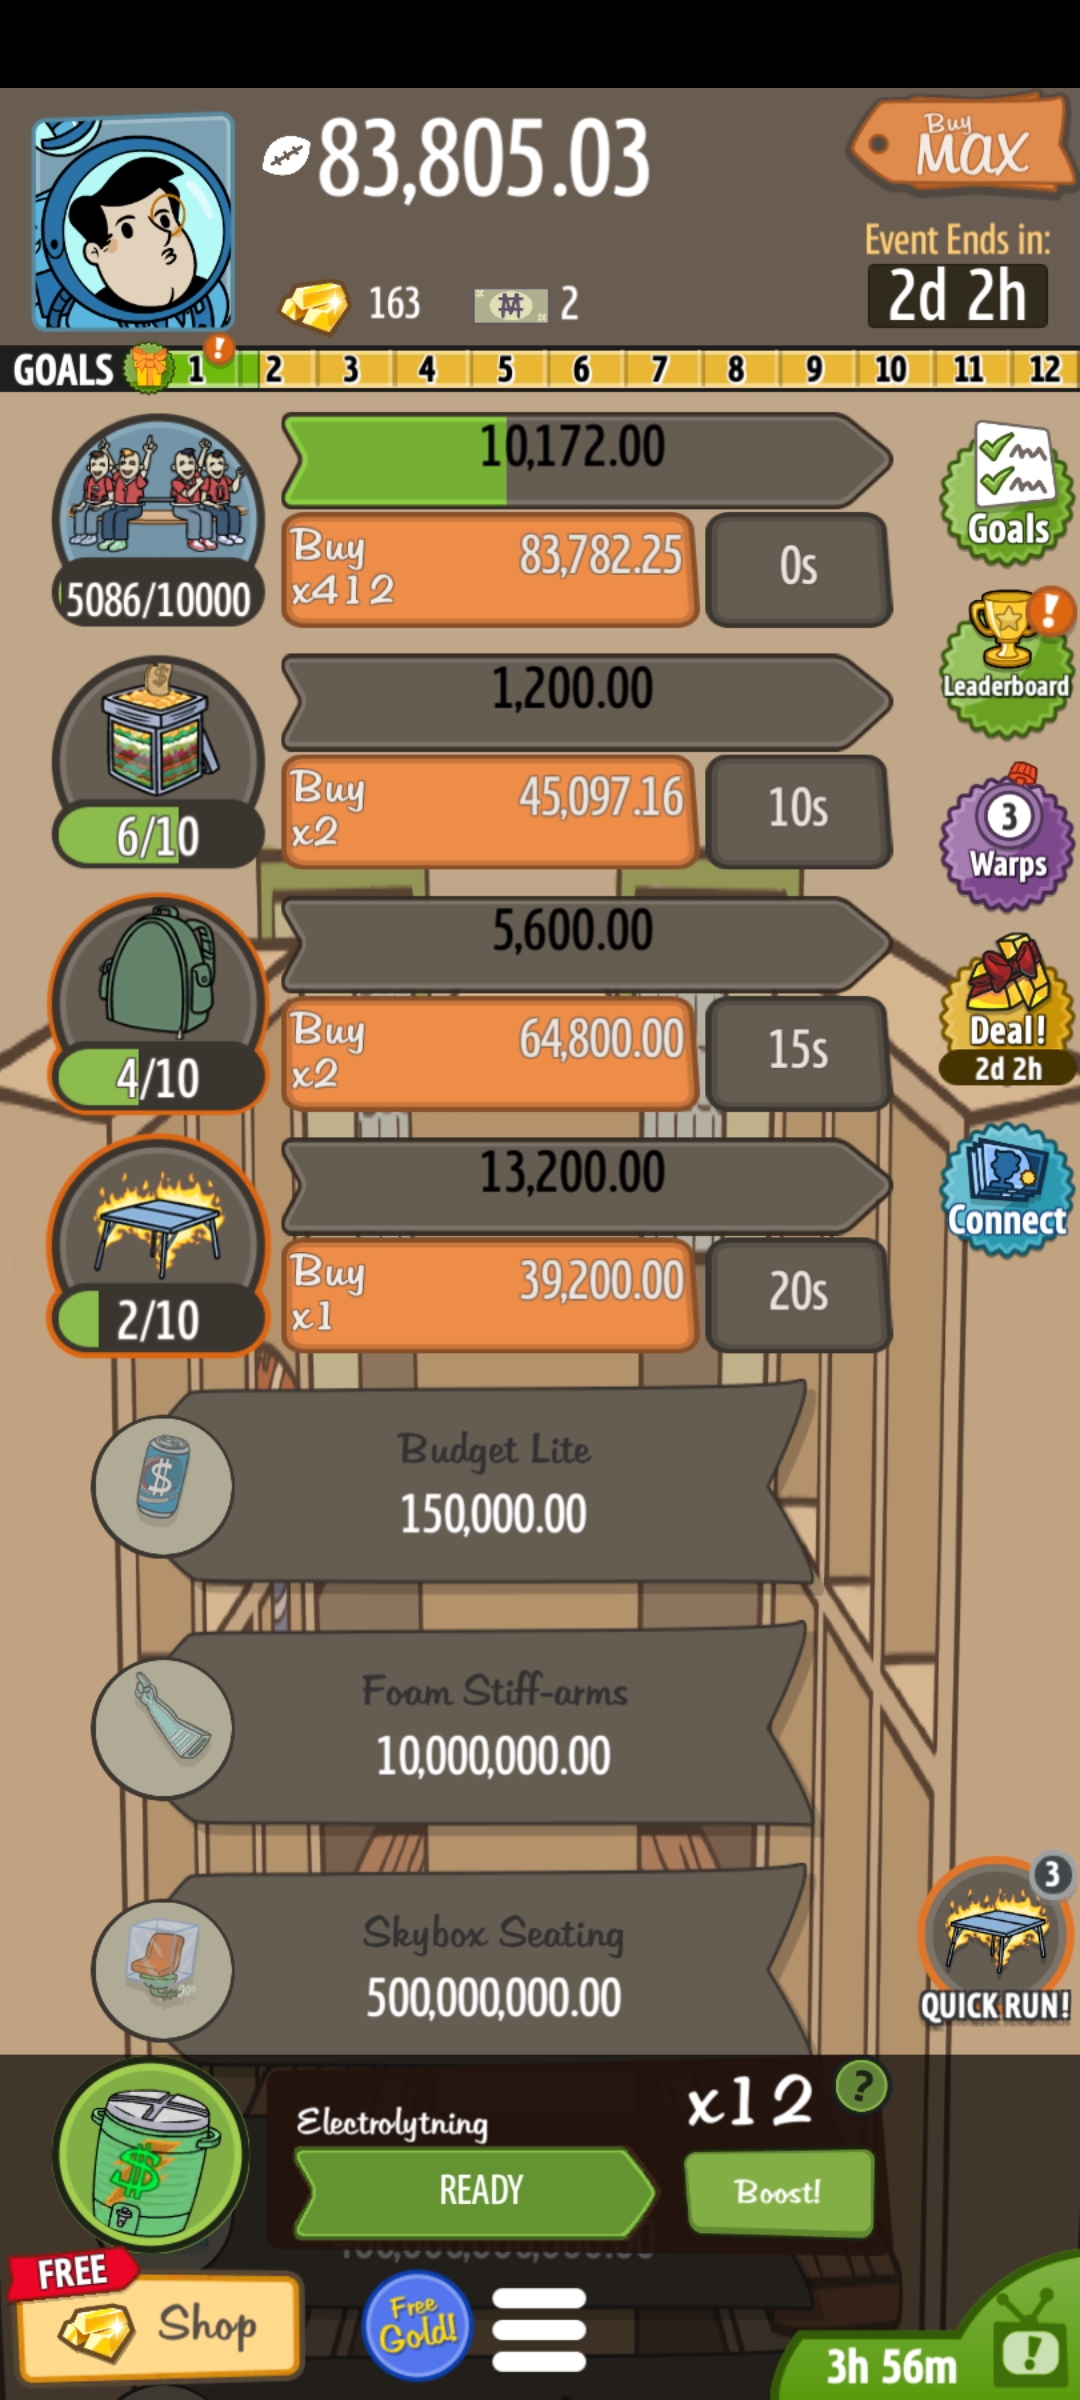 83,805.03
Buy
MAX
Event Ends in:
2d 2h
163
2
GOALS 1 ! 2 3 4 5 6 7 8 9 10 11 12
10,172.00
Buy
x412
83,782.25
0s
5086/10000
Goals
!
Leaderboard
1,200.00
Buy
x2
45,097.16
10s
6/10
3
Warps
5,600.00
Buy
x2
64,800.00
15s
4/10
Deal!
2d 2h
13,200.00
Buy
x1
39,200.00
20s
2/10
Connect
Budget Lite
150,000.00
$
Foam Stiff-arms
10,000,000.00
Skybox Seating
500,000,000.00
3
QUICK RUN!
Electrolytning
x12
?
READY
Boost!
$
FREE
Shop
Free
Gold!
3h 56m
!